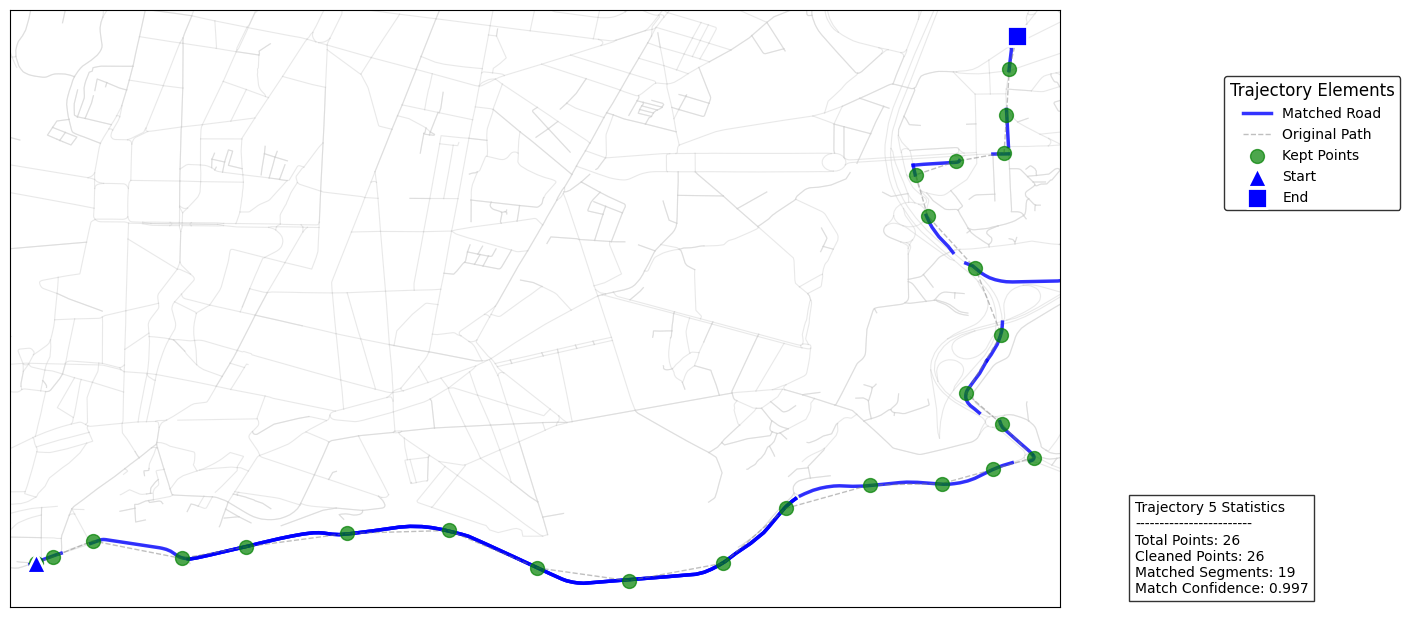 Trajectory Elements
Matched Road
Original Path
Kept Points
Start
End
Trajectory 5 Statistics
------------------------
Total Points: 26
Cleaned Points: 26
Matched Segments: 19
Match Confidence: 0.997